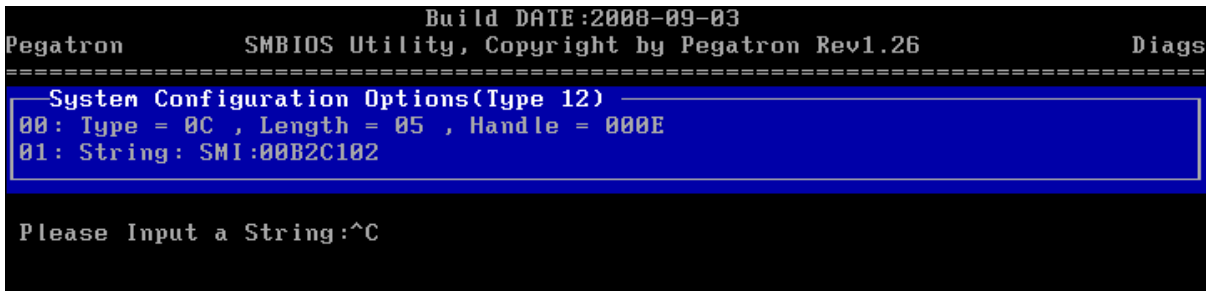 Build DATE:2008-09-03
Pegatron SMBIOS Utility, Copyright by Pegatron Rev1.26 Diags
System Configuration Options(Type 12)
00: Type = 0C , Length = 05 , Handle = 000E
01: String: SMI:00B2C102
Please Input a String:^C